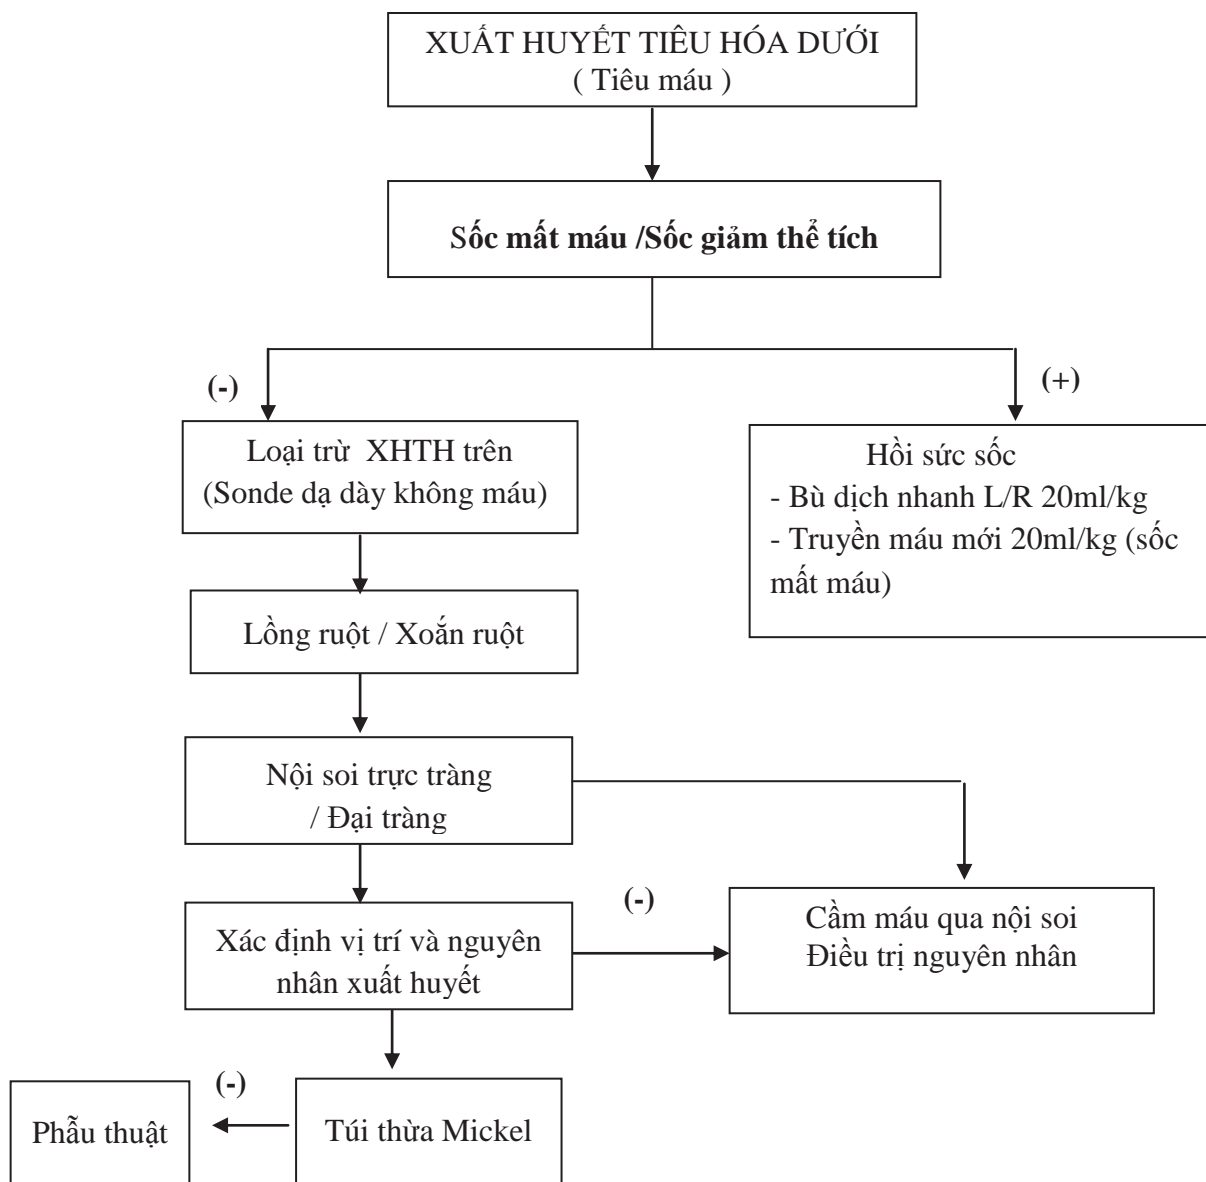 XUẤT HUYẾT TIÊU HÓA DƯỚI
( Tiêu máu )
Sốc mất máu /Sốc giảm thể tích
(-)
(+)
Loại trừ XHTH trên
(Sonde dạ dày không máu)
Hồi sức sốc
- Bù dịch nhanh L/R 20ml/kg
- Truyền máu mới 20ml/kg (sốc
mất máu)
Lồng ruột / Xoắn ruột
Nội soi trực tràng
/ Đại tràng
(-)
Xác định vị trí và nguyên
nhân xuất huyết
Cầm máu qua nội soi
Điều trị nguyên nhân
(-)
Phẫu thuật
Túi thừa Mickel